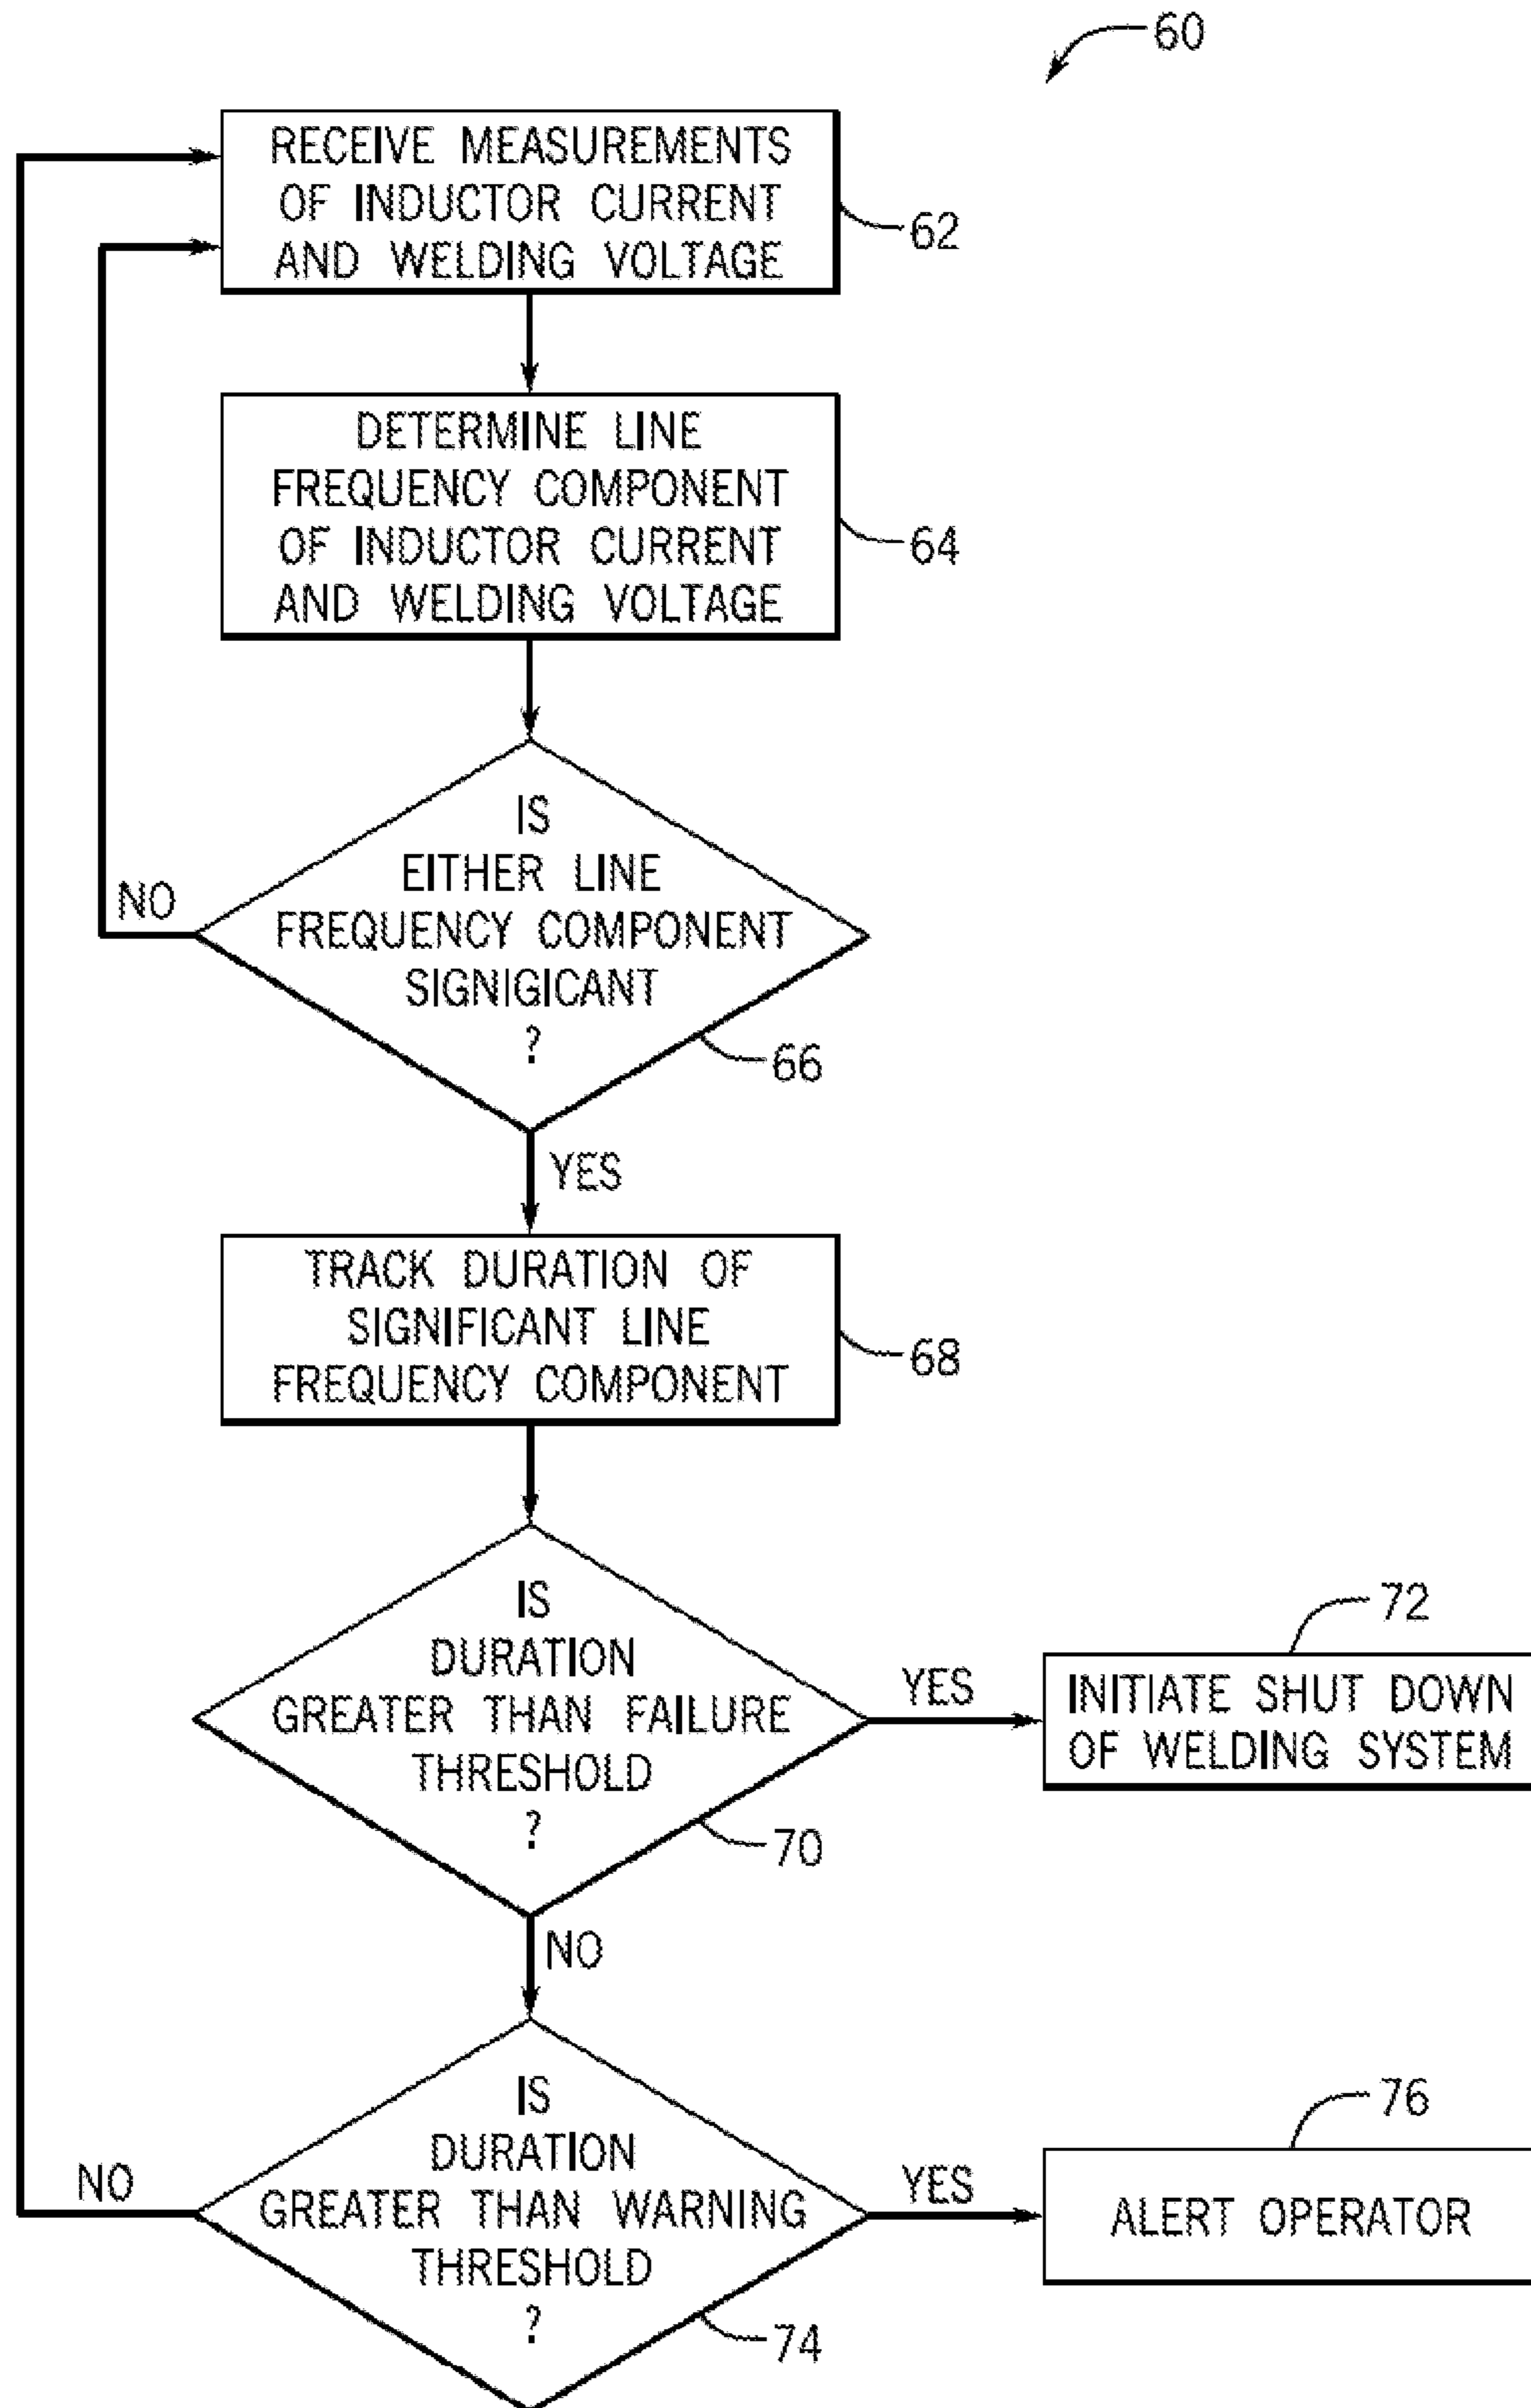 60
RECEIVE MEASUREMENTS
OF INDUCTOR CURRENT
AND WELDING VOLTAGE
62
DETERMINE LINE
FREQUENCY COMPONENT
OF INDUCTOR CURRENT
AND WELDING VOLTAGE
64
IS
EITHER LINE
FREQUENCY COMPONENT
SIGNIGICANT
?
NO
66
YES
TRACK DURATION OF
SIGNIFICANT LINE
FREQUENCY COMPONENT
68
IS
DURATION
GREATER THAN FAILURE
THRESHOLD
?
70
YES
72
INITIATE SHUT DOWN
OF WELDING SYSTEM
NO
IS
DURATION
GREATER THAN WARNING
THRESHOLD
?
NO
74
YES
76
ALERT OPERATOR